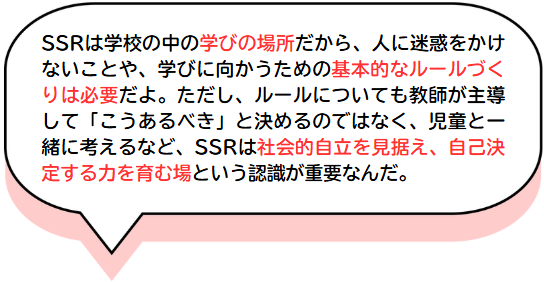 SSRは学校の中の学びの場所だから、人に迷惑をかけ
ないことや、学びに向かうための基本的なルールづく
りは必要だよ。ただし、ルールについても教師が主導
して「こうあるべき」と決めるのではなく、児童と一
緒に考えるなど、SSRは社会的自立を見据え、自己決
定する力を育む場という認識が重要なんだ。